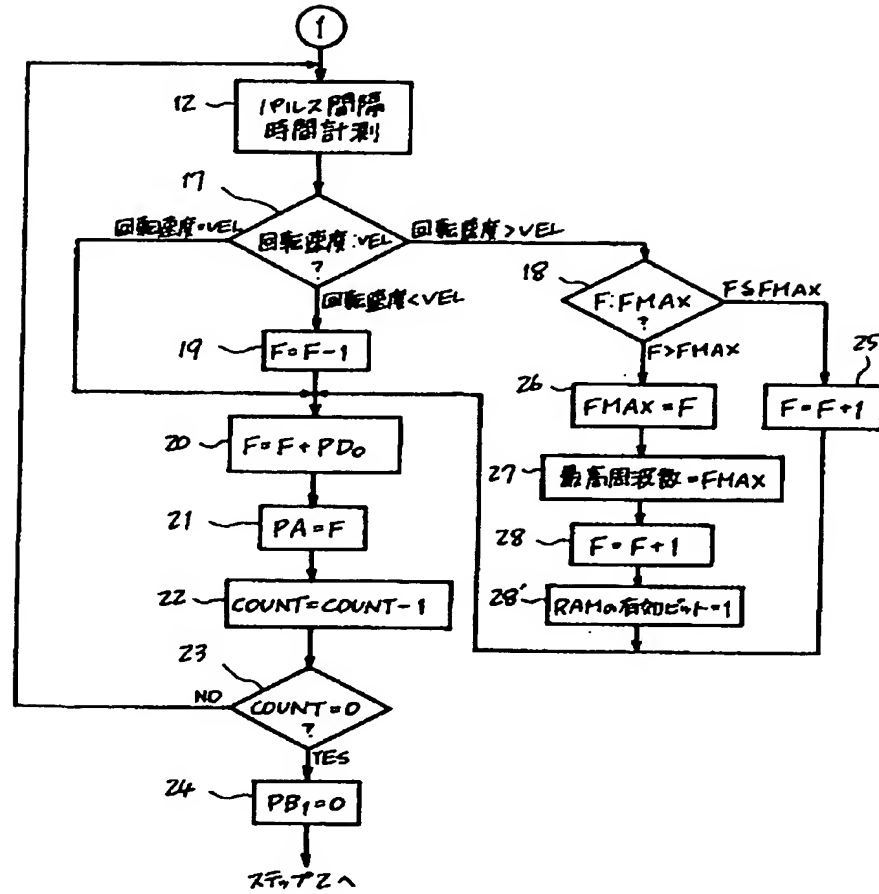 1
12
1パルス間隔
時間計測
17
回転速度=VEL
回転速度:VEL
?
回転速度>VEL
回転速度<VEL
18
F:FMAX
?
F≦FMAX
F>FMAX
19
F=F-1
25
F=F+1
26
FMAX=F
20
F=F+PD0
27
最高周波数=FMAX
21
PA=F
28
F=F+1
22
COUNT=COUNT-1
28'
RAMの有効ビット=1
23
NO
COUNT=0
?
YES
24
PB1=0
ステップ2へ